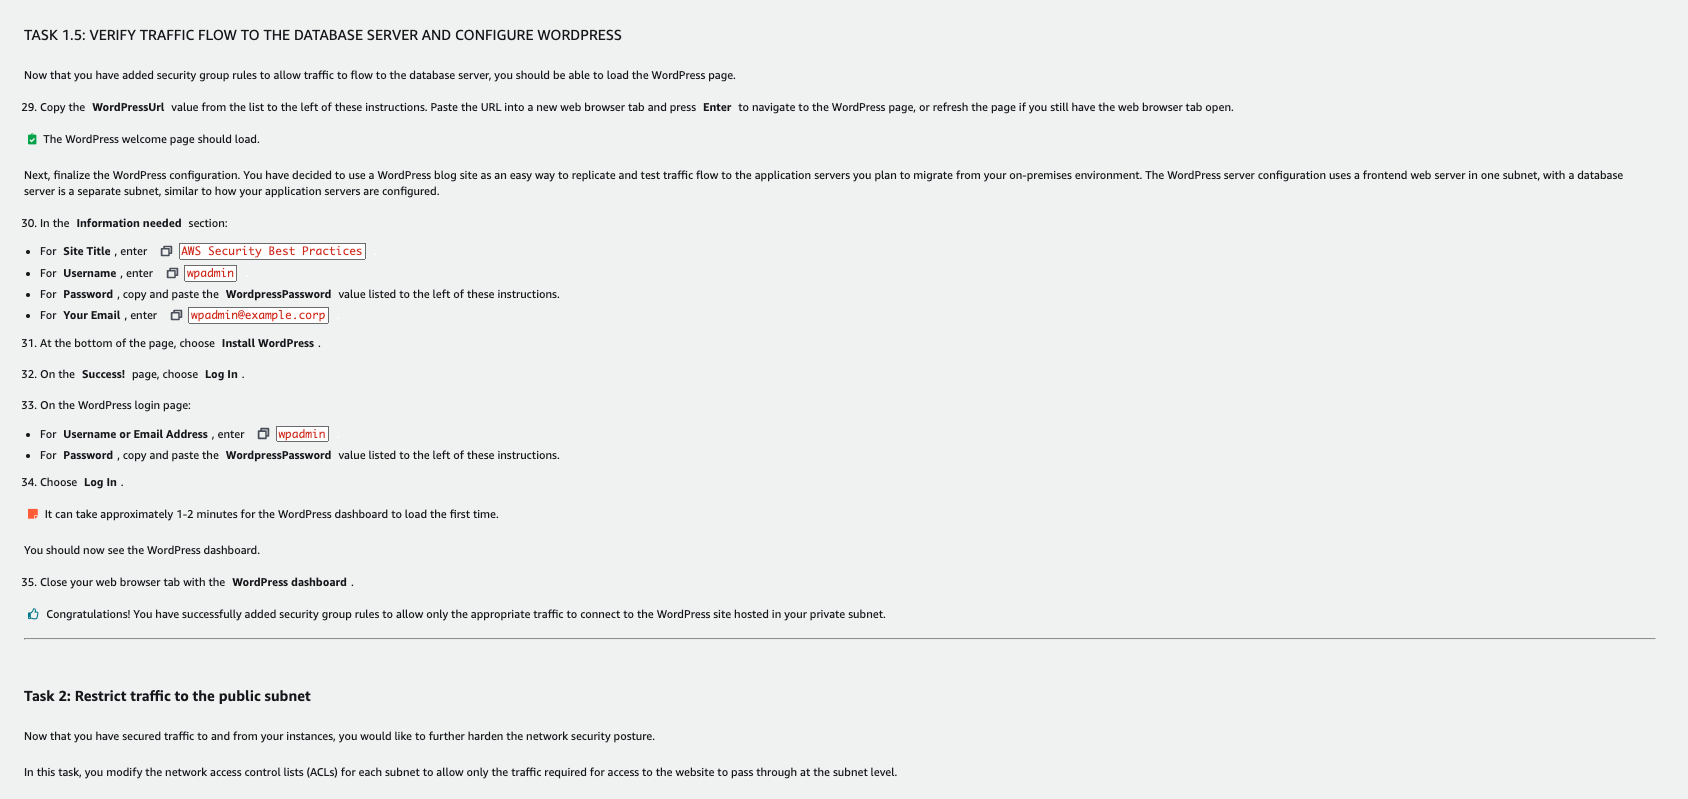 TASK 1.5: VERIFY TRAFFIC FLOW TO THE DATABASE SERVER AND CONFIGURE WORDPRESS
Now that you have added security group rules to allow traffic to flow to the database server, you should be able to load the WordPress page.
29. Copy the WordPressUrl value from the list to the left of these instructions. Paste the URL into a new web browser tab and press Enter to navigate to the WordPress page, or refresh the page if you still have the web browser tab open.
The WordPress welcome page should load.
Next, finalize the WordPress configuration. You have decided to use a WordPress blog site as an easy way to replicate and test traffic flow to the application servers you plan to migrate from your on-premises environment. The WordPress server configuration uses a frontend web server in one subnet, with a database
server is a separate subnet, similar to how your application servers are configured.
30. In the Information needed section:
• For Site Title , enter AWS Security Best Practices
• For Username , enter wpadmin
• For Password , copy and paste the WordpressPassword value listed to the left of these instructions.
• For Your Email , enter wpadmin@example.corp
31. At the bottom of the page, choose Install WordPress .
32. On the Success! page, choose Log In .
33. On the WordPress login page:
• For Username or Email Address , enter wpadmin
• For Password , copy and paste the WordpressPassword value listed to the left of these instructions.
34. Choose Log In .
It can take approximately 1-2 minutes for the WordPress dashboard to load the first time.
You should now see the WordPress dashboard.
35. Close your web browser tab with the WordPress dashboard .
Congratulations! You have successfully added security group rules to allow only the appropriate traffic to connect to the WordPress site hosted in your private subnet.
Task 2: Restrict traffic to the public subnet
Now that you have secured traffic to and from your instances, you would like to further harden the network security posture.
In this task, you modify the network access control lists (ACLs) for each subnet to allow only the traffic required for access to the website to pass through at the subnet level.